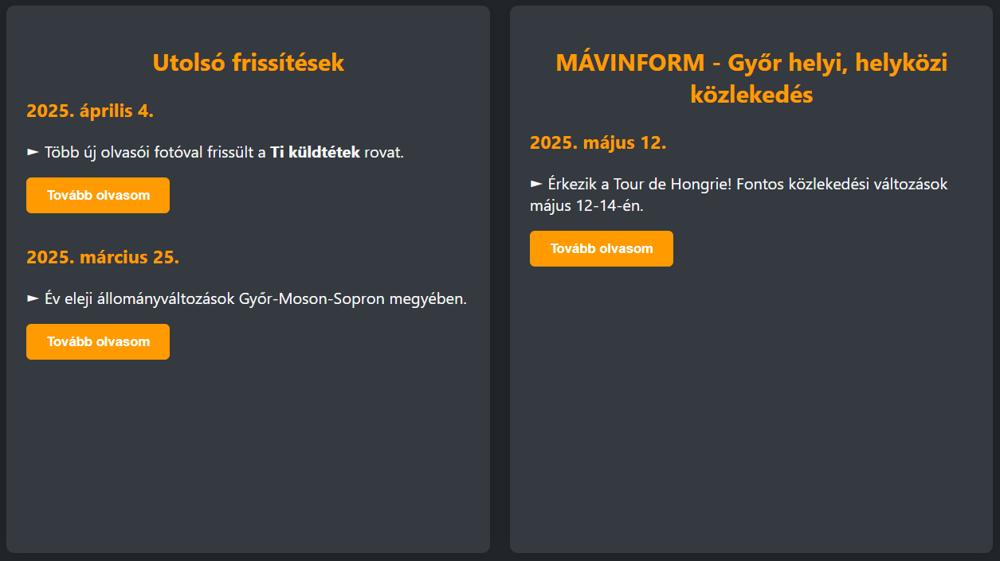 Utolsó frissítések
2025. április 4.
► Több új olvasói fotóval frissült a Ti küldtétek rovat.
Tovább olvasom
2025. március 25.
► Év eleji állományváltozások Győr-Moson-Sopron megyében.
Tovább olvasom
MÁVINFORM - Győr helyi, helyközi
közlekedés
2025. május 12.
► Érkezik a Tour de Hongrie! Fontos közlekedési változások
május 12-14-én.
Tovább olvasom